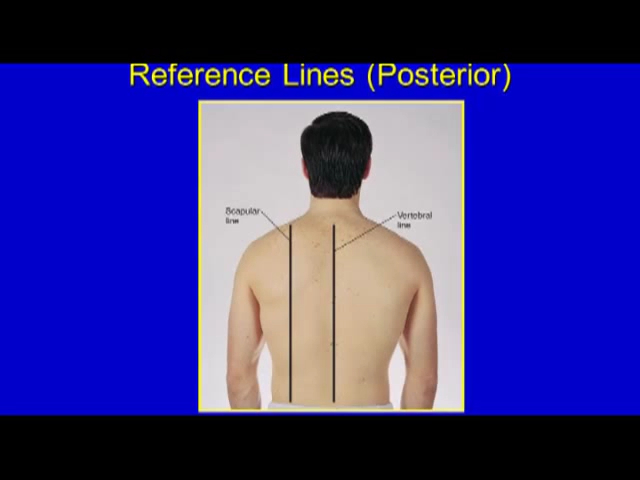 Reference Lines (Posterior)
Scapular
line
Vertebral
line